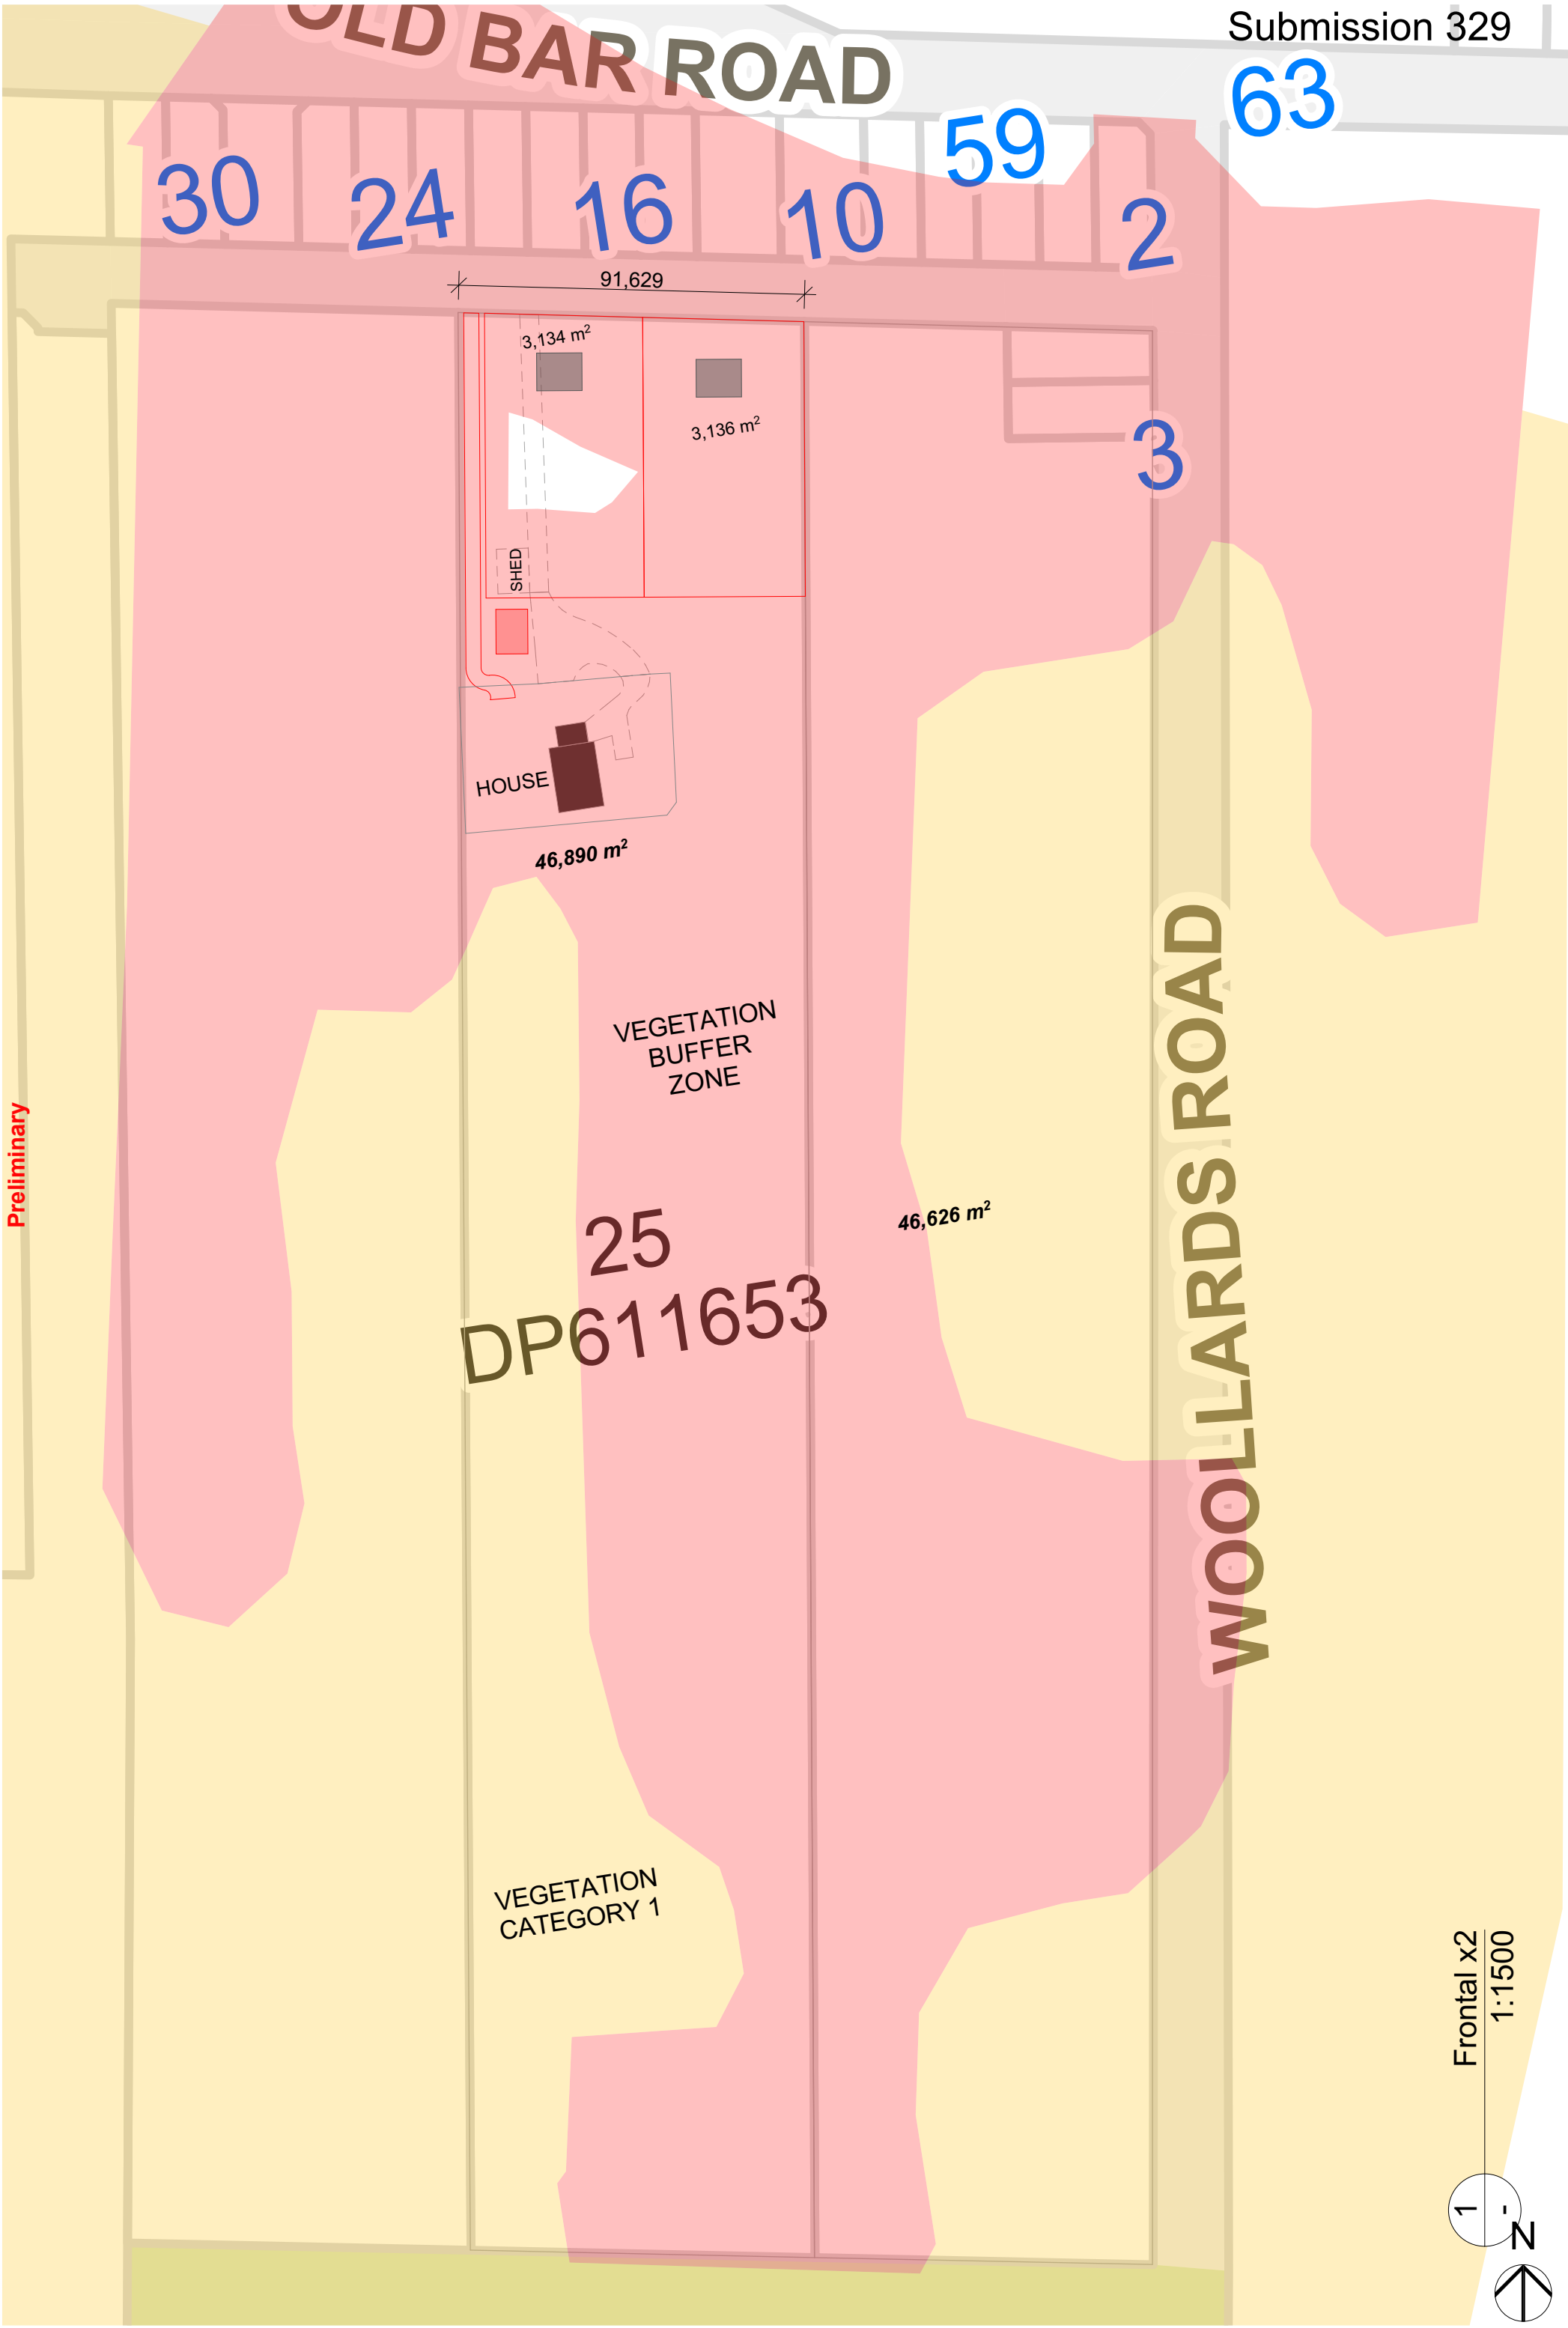 Submission 329
OLD BAR ROAD
63
59
30
24
16
10
2
91,629
3,134 m²
3,136 m²
3
SHED
HOUSE
46,890 m²
VEGETATION
BUFFER
ZONE
WOOLLARDS ROAD
Preliminary
46,626 m²
25
DP611653
VEGETATION
CATEGORY 1
Frontal x2
1:1500
1
-
N